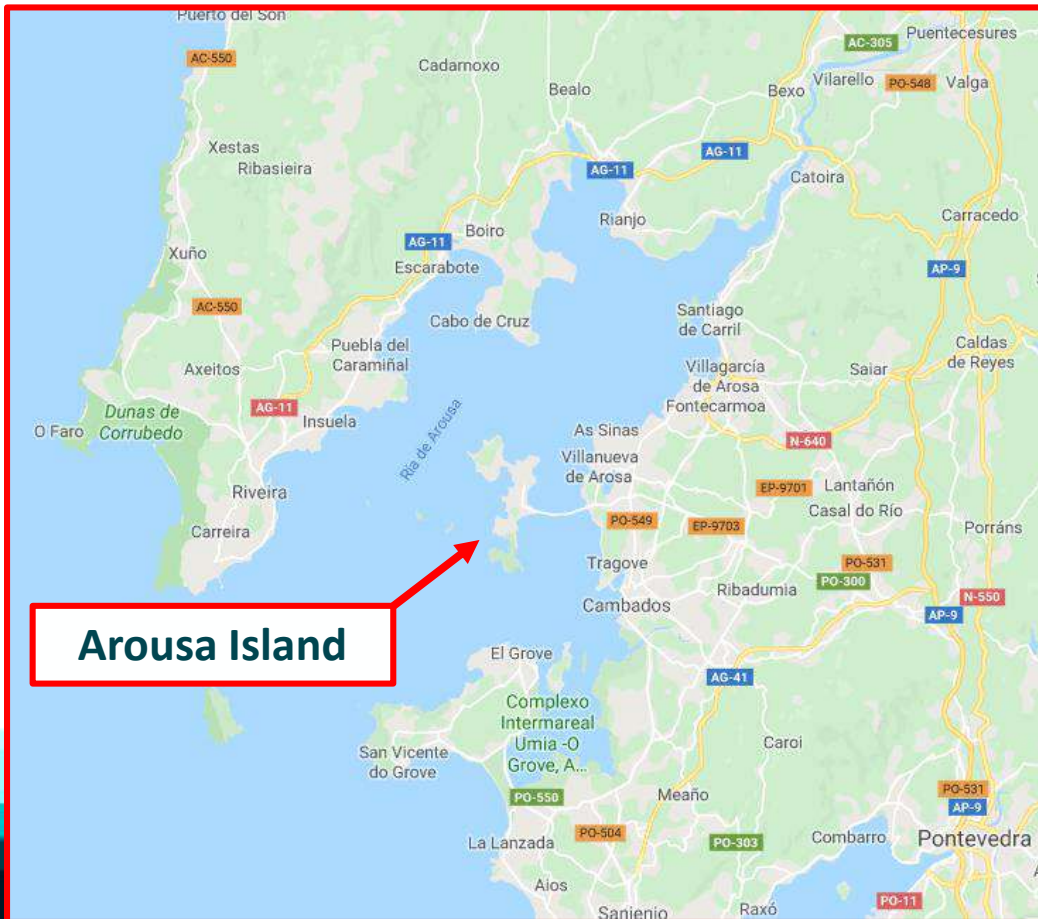 Puerto del Son
AC-550
Cadarnoxo
AC-305
Puentecesures
Bealo
Bexo
Vilarello
PO-548
Valga
Xestas
Ribasieira
AG-11
AG-11
Catoira
Rianjo
Carracedo
Boiro
AG-11
Xuño
Escarabote
AP-9
AC-550
Cabo de Cruz
Santiago
de Carril
Puebla del
Caramiñal
Axeitos
Villagarcía
de Arosa
Saiar
Caldas
de Reyes
Fontecarmoa
AG-11
Dunas de
Corrubedo
O Faro
Insuela
Ría de Arousa
As Sinas
N-640
Villanueva
de Arosa
Riveira
EP-9701
Lantañón
Casal do Río
Carreira
PO-549
EP-9703
Porráns
Tragove
PO-531
PO-300
Ribadumia
N-550
Cambados
AP-9
Arousa Island
El Grove
AG-41
Complexo
Intermareal
Umia -O
Grove, A...
San Vicente
do Grove
Caroi
PO-550
Meaño
PO-531
AP-9
La Lanzada
PO-504
PO-303
Combarro
Pontevedra
Aios
Raxó
PO-11